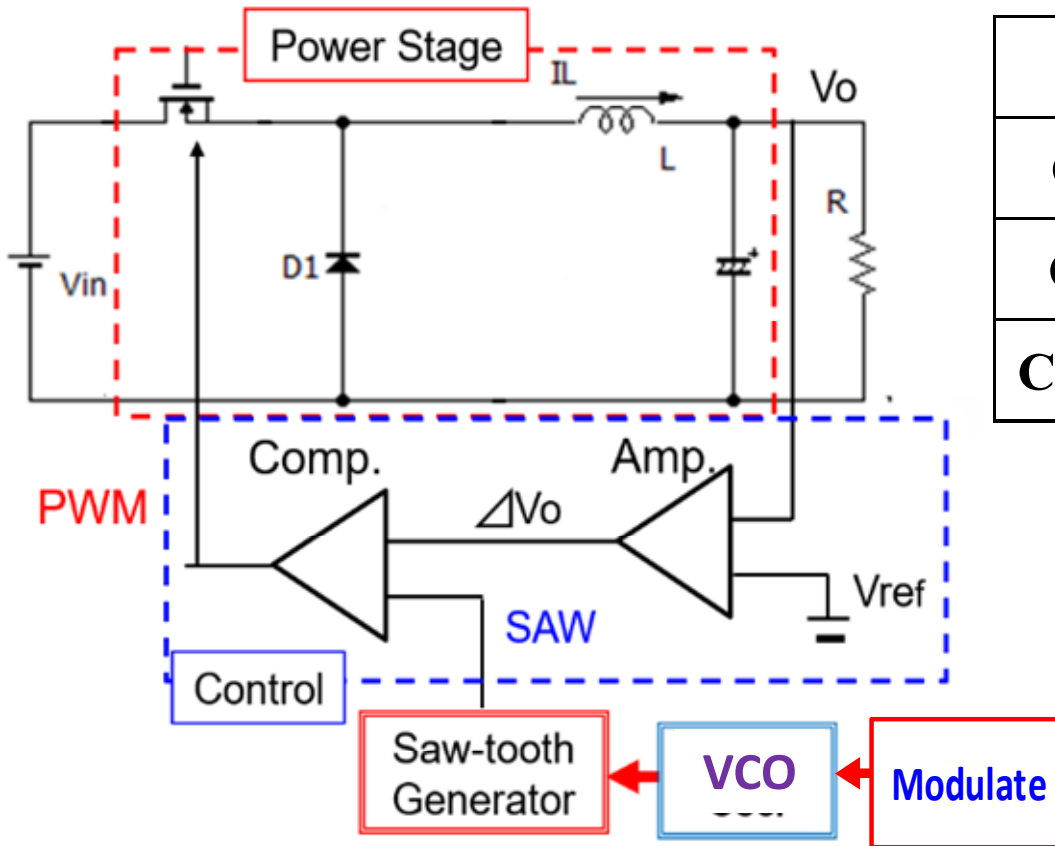 Power Stage
IL
Vo
L
R
Vin
D1
+
Comp.
Amp.
PWM
⊿Vo
Vref
SAW
Control
Saw-tooth
Generator
VCO
Modulate
C